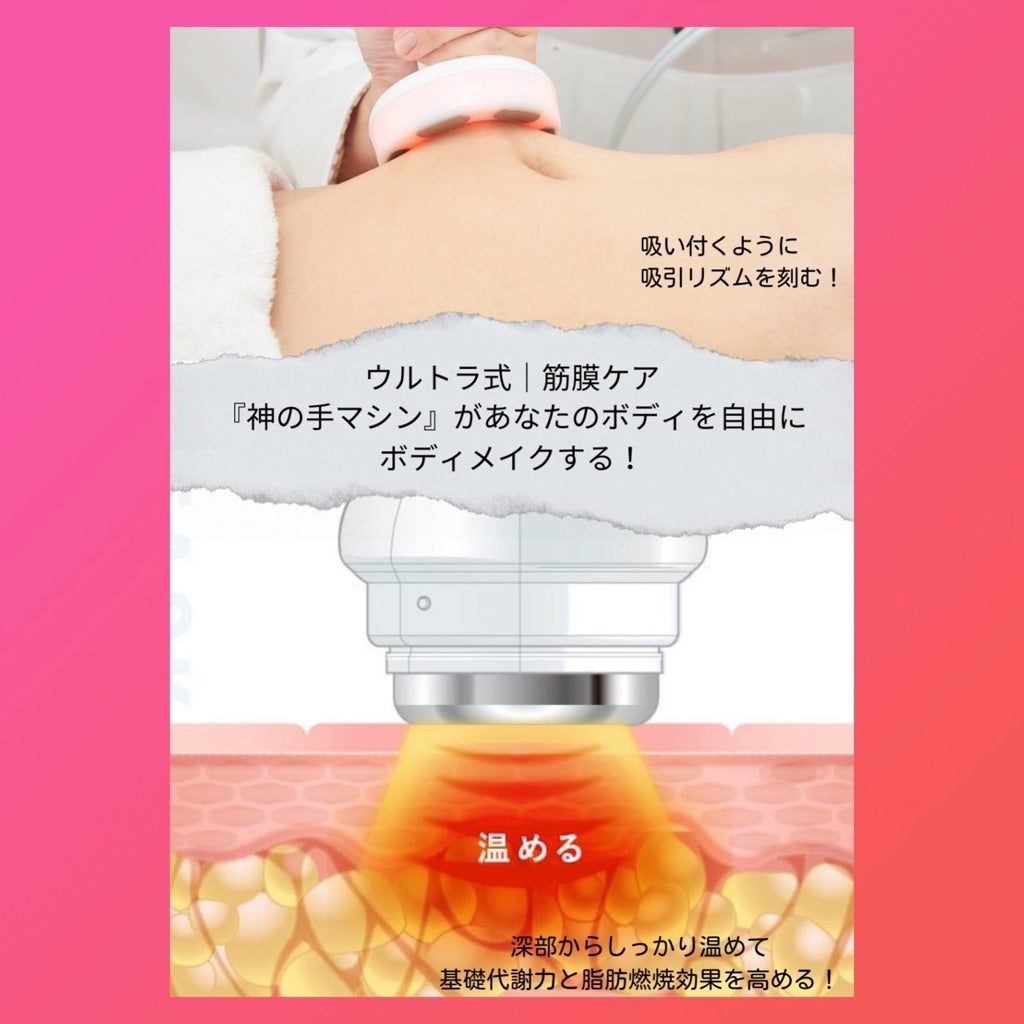 吸い付くように
吸引リズムを刻む！
ウルトラ式｜筋膜ケア
『神の手マシン』があなたのボディを自由に
ボディメイクする！
温める
深部からしっかり温めて
基礎代謝力と脂肪燃焼効果を高める！